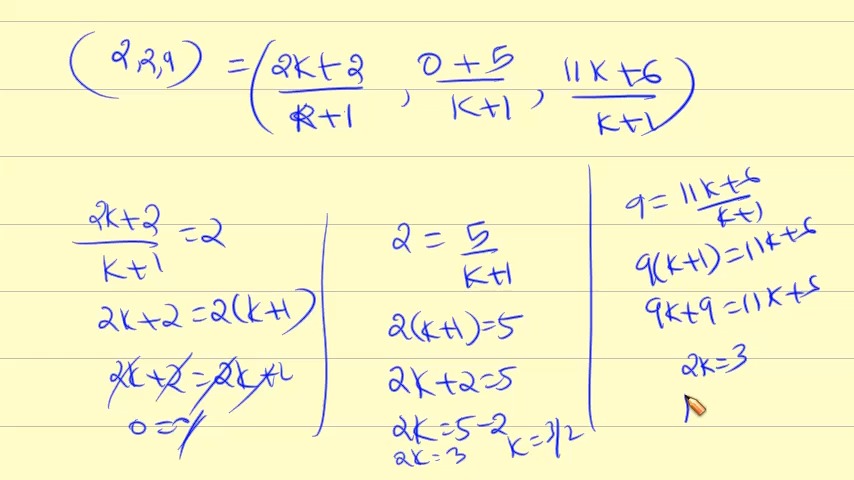 (2,2,9) = (2k+2/k+1, 0+5/k+1, 11k+6/k+1)
2k+2/k+1 = 2
2k+2 = 2(k+1)
2k+2 = 2k+2
2 = 5/k+1
2(k+1) = 5
2k+2 = 5
2k = 5-2
2k = 3
k = 3/2
9 = 11k+6/k+1
9(k+1) = 11k+6
9k+9 = 11k+6
2k = 3